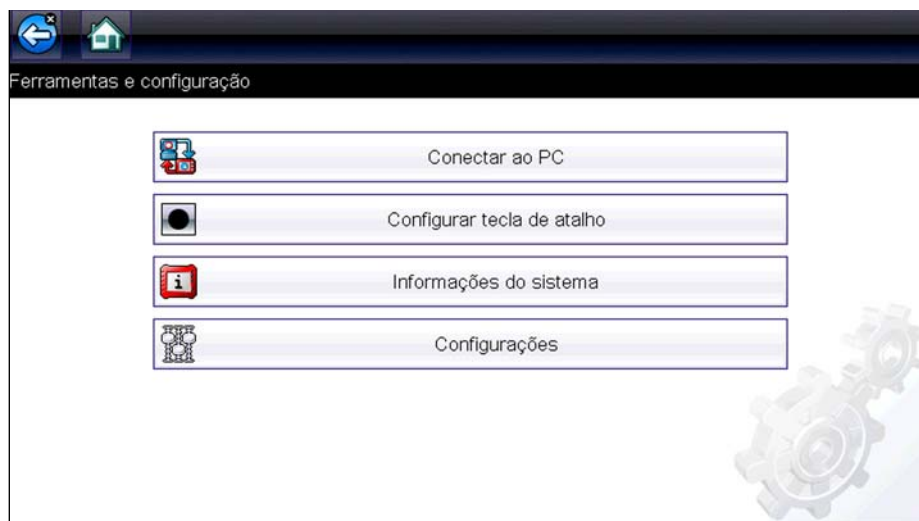 Ferramentas e configuração
Conectar ao PC
Configurar tecla de atalho
Informações do sistema
Configurações